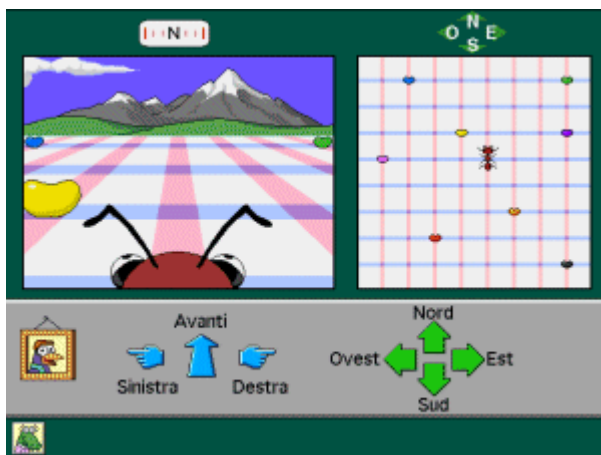 N
N
O E
S
Avanti
Sinistra
Destra
Nord
Ovest
Est
Sud